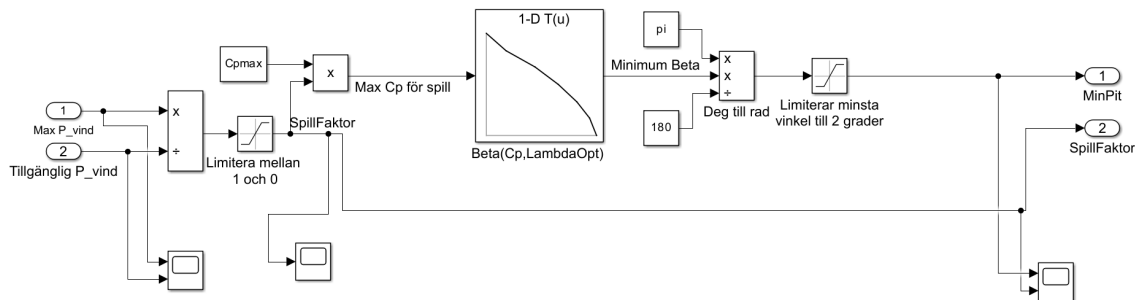 1-D T(u)
pi
Cpmax
x
Minimum Beta
x
x
÷
1
MinPit
Max Cp för spill
Deg till rad
Limiterar minsta
vinkel till 2 grader
1
Max P_vind
x
÷
SpillFaktor
180
2
SpillFaktor
2
Tillgänglig P_vind
Limitera mellan
1 och 0
Beta(Cp,LambdaOpt)